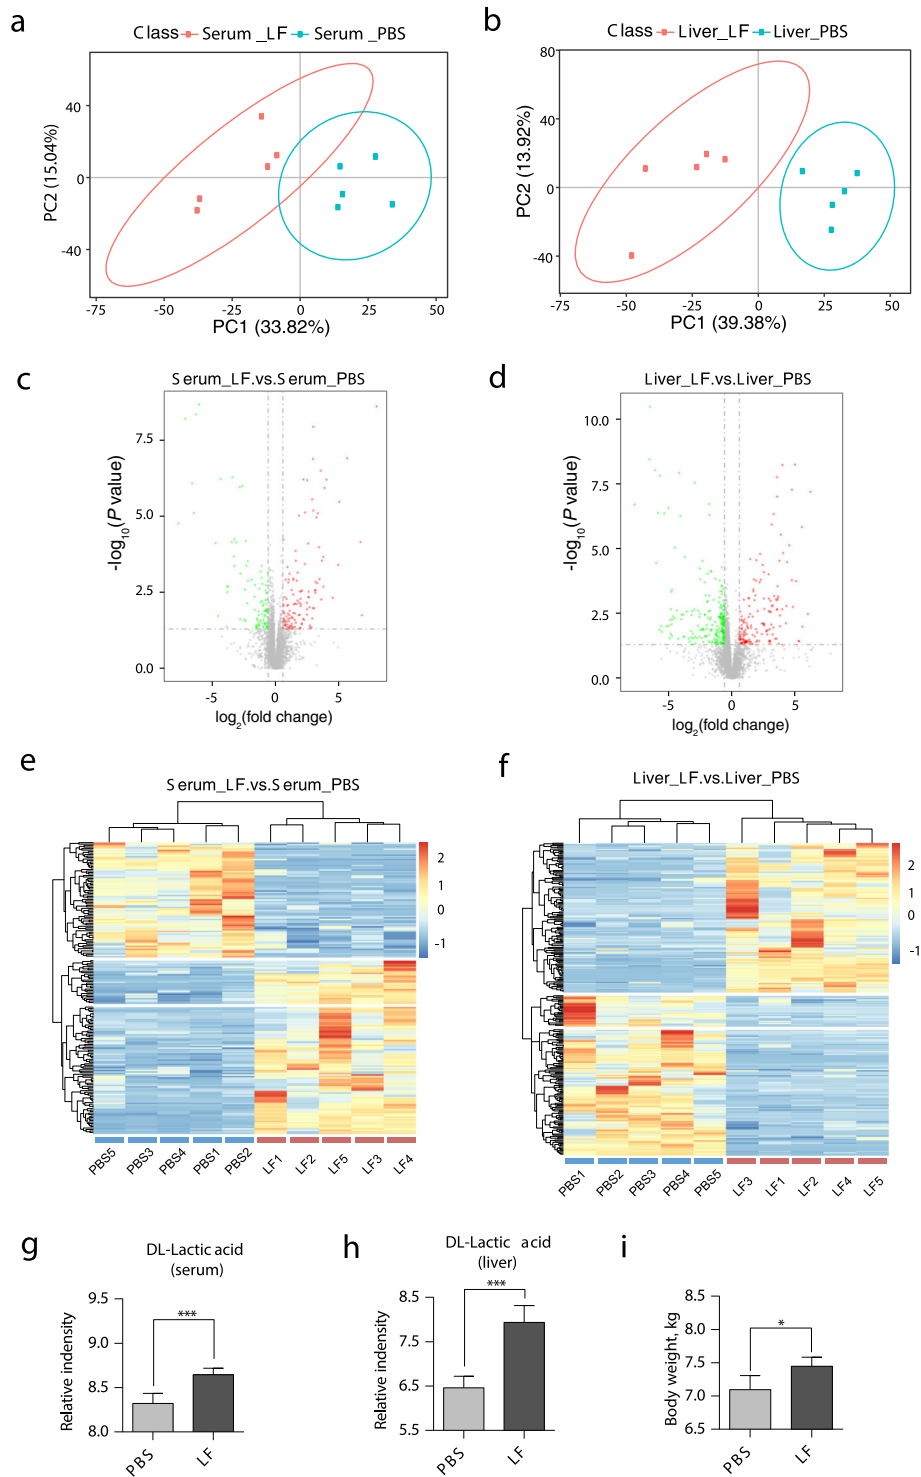 a
Class Serum _LF Serum _PBS
PC2 (15.04%)
40
0
-40
-75 -50 -25 0 25 50
PC1 (33.82%)
b
Class Liver_LF Liver_PBS
PC2 (13.92%)
80
40
0
-40
-75 -50 -25 0 25 50
PC1 (39.38%)
c
Serum_LF.vs.Serum_PBS
-log10(P value)
7.5
5.0
2.5
0.0
-5 0 5
log2(fold change)
d
Liver_LF.vs.Liver_PBS
-log10(P value)
10.0
7.5
5.0
2.5
0.0
-5 0 5
log2(fold change)
e
Serum_LF.vs.Serum_PBS
2
1
0
-1
PBS5 PBS3 PBS4 PBS1 PBS2 LF1 LF2 LF5 LF3 LF4
f
Liver_LF.vs.Liver_PBS
2
1
0
-1
PBS1 PBS2 PBS3 PBS4 PBS5 LF3 LF1 LF2 LF4 LF5
g
DL-Lactic acid
(serum)
Relative indensity
9.5
9.0
8.5
8.0
***
PBS LF
h
DL-Lactic acid
(liver)
Relative indensity
8.5
7.5
6.5
5.5
***
PBS LF
i
Body weight, kg
8.5
8.0
7.5
7.0
6.5
*
PBS LF